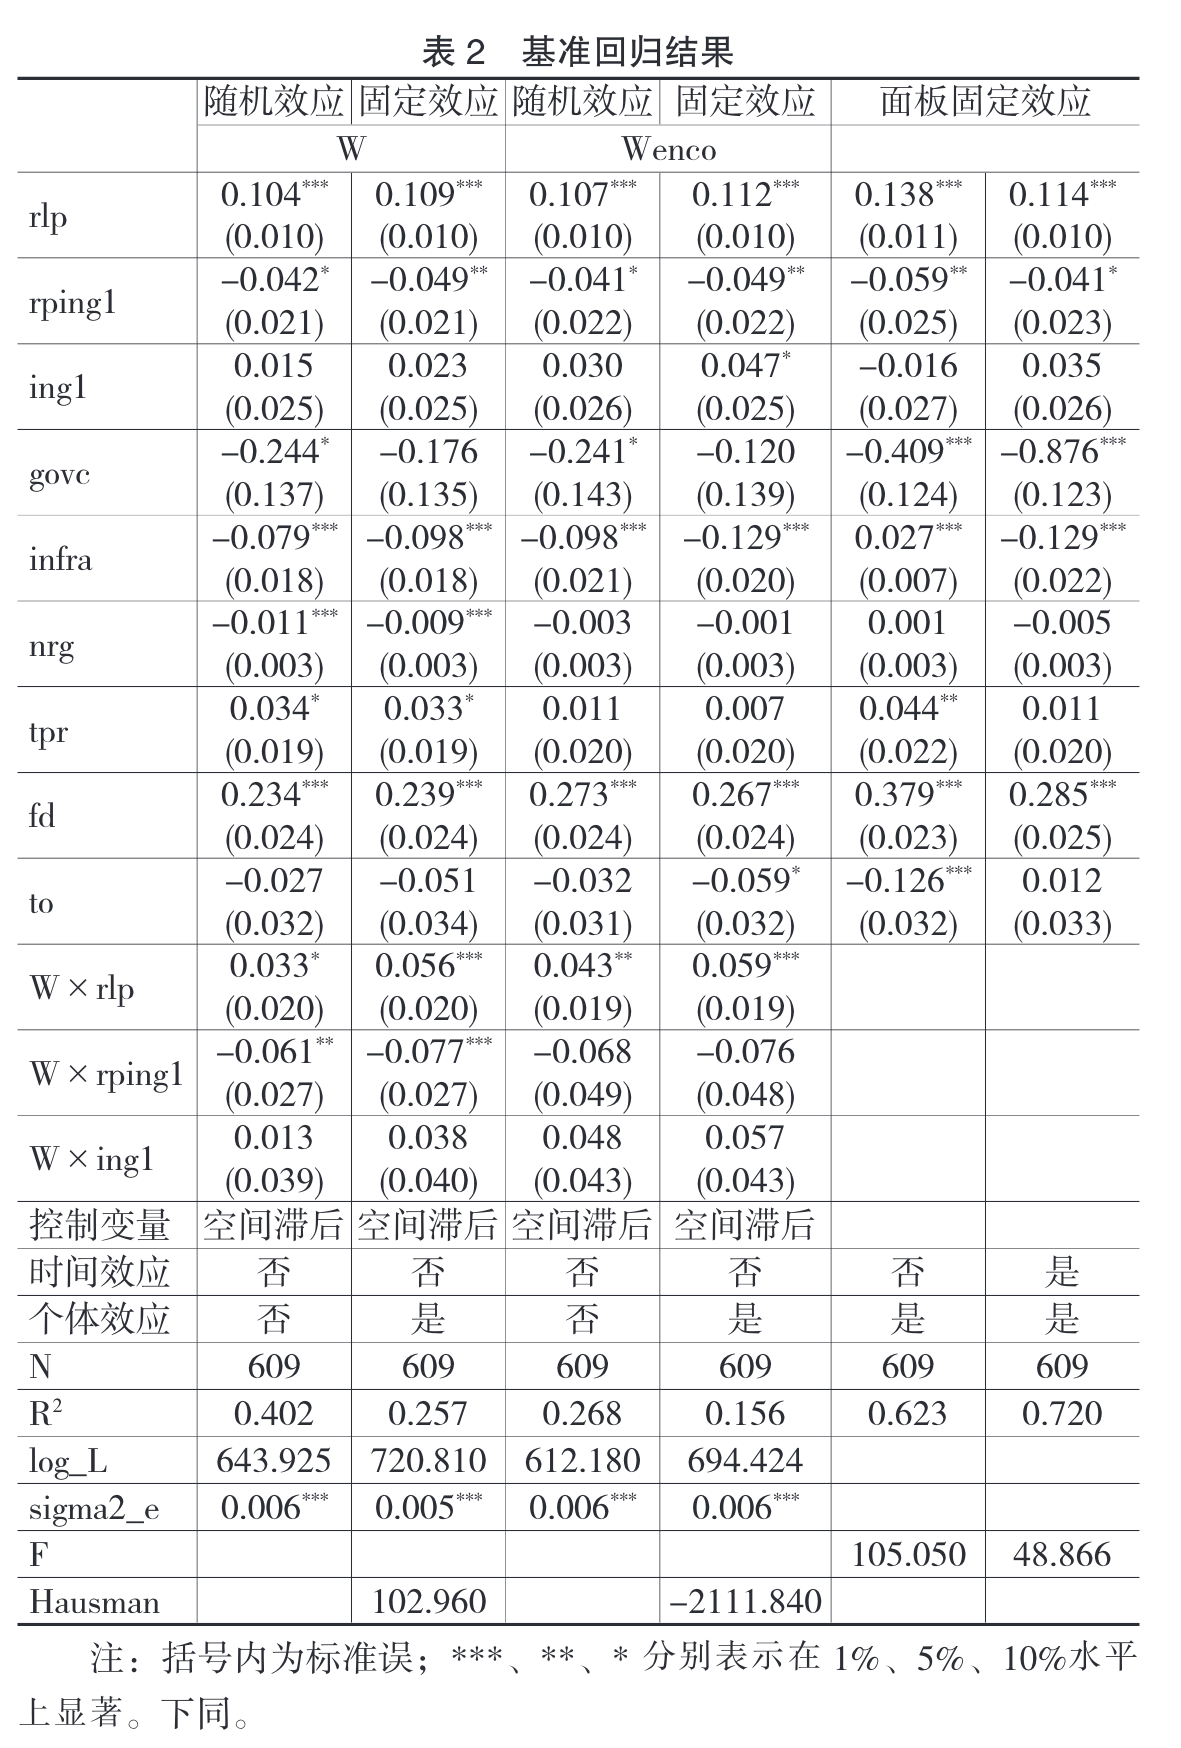 表 2 基准回归结果
随机效应 固定效应 随机效应 固定效应 面板固定效应
W Wenco
rlp 0.104*** 0.109*** 0.107*** 0.112*** 0.138*** 0.114***
(0.010) (0.010) (0.010) (0.010) (0.011) (0.010)
rping1 −0.042* −0.049** −0.041* −0.049** −0.059** −0.041*
(0.021) (0.021) (0.022) (0.022) (0.025) (0.023)
ing1 0.015 0.023 0.030 0.047* −0.016 0.035
(0.025) (0.025) (0.026) (0.025) (0.027) (0.026)
govc −0.244* −0.176 −0.241* −0.120 −0.409*** −0.876***
(0.137) (0.135) (0.143) (0.139) (0.124) (0.123)
infra −0.079*** −0.098*** −0.098*** −0.129*** 0.027*** −0.129***
(0.018) (0.018) (0.021) (0.020) (0.007) (0.022)
nrg −0.011*** −0.009*** −0.003 −0.001 0.001 −0.005
(0.003) (0.003) (0.003) (0.003) (0.003) (0.003)
tpr 0.034* 0.033* 0.011 0.007 0.044** 0.011
(0.019) (0.019) (0.020) (0.020) (0.022) (0.020)
fd 0.234*** 0.239*** 0.273*** 0.267*** 0.379*** 0.285***
(0.024) (0.024) (0.024) (0.024) (0.023) (0.025)
to −0.027 −0.051 −0.032 −0.059* −0.126*** 0.012
(0.032) (0.034) (0.031) (0.032) (0.032) (0.033)
W×rlp 0.033* 0.056*** 0.043** 0.059***
(0.020) (0.020) (0.019) (0.019)
W×rping1 −0.061** −0.077*** −0.068 −0.076
(0.027) (0.027) (0.049) (0.048)
W×ing1 0.013 0.038 0.048 0.057
(0.039) (0.040) (0.043) (0.043)
控制变量 空间滞后 空间滞后 空间滞后 空间滞后
时间效应 否 否 否 否 否 是
个体效应 否 是 否 是 是 是
N 609 609 609 609 609 609
R² 0.402 0.257 0.268 0.156 0.623 0.720
log_L 643.925 720.810 612.180 694.424
sigma2_e 0.006*** 0.005*** 0.006*** 0.006***
F 105.050 48.866
Hausman 102.960 −2111.840
注：括号内为标准误；***、**、* 分别表示在 1%、5%、10%水平
上显著。下同。